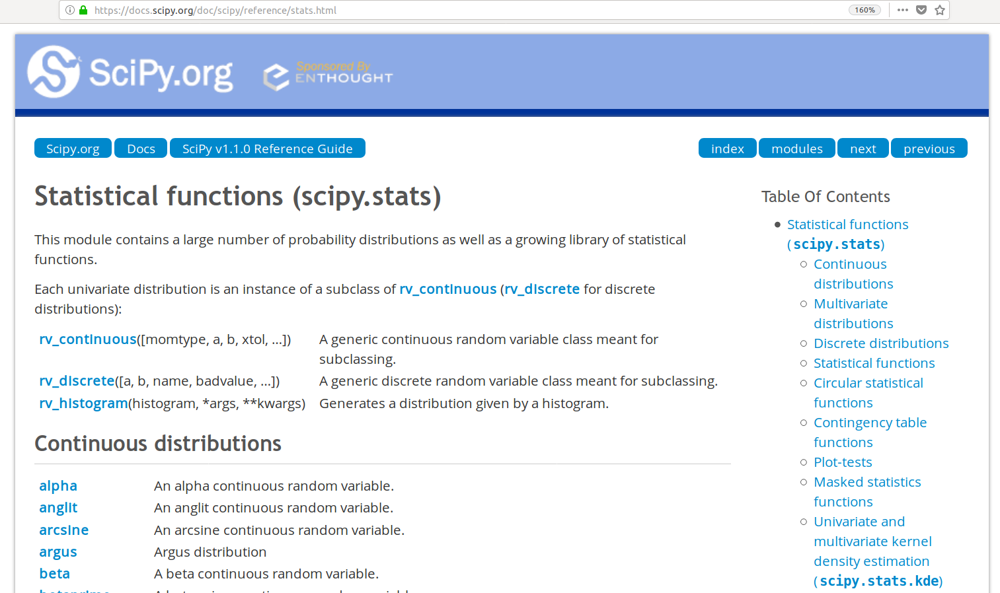 https://docs.scipy.org/doc/scipy/reference/stats.html
160%
SciPy.org
Sponsored By
ENTHOUGHT
Scipy.org
Docs
SciPy v1.1.0 Reference Guide
index
modules
next
previous
Statistical functions (scipy.stats)
This module contains a large number of probability distributions as well as a growing library of statistical
functions.
Each univariate distribution is an instance of a subclass of rv_continuous (rv_discrete for discrete
distributions):
rv_continuous([momtype, a, b, xtol, ...]) A generic continuous random variable class meant for
subclassing.
rv_discrete([a, b, name, badvalue, ...]) A generic discrete random variable class meant for subclassing.
rv_histogram(histogram, *args, **kwargs) Generates a distribution given by a histogram.
Continuous distributions
alpha An alpha continuous random variable.
anglit An anglit continuous random variable.
arcsine An arcsine continuous random variable.
argus Argus distribution
beta A beta continuous random variable.
Table Of Contents
Statistical functions
(scipy.stats)
Continuous
distributions
Multivariate
distributions
Discrete distributions
Statistical functions
Circular statistical
functions
Contingency table
functions
Plot-tests
Masked statistics
functions
Univariate and
multivariate kernel
density estimation
(scipy.stats.kde)